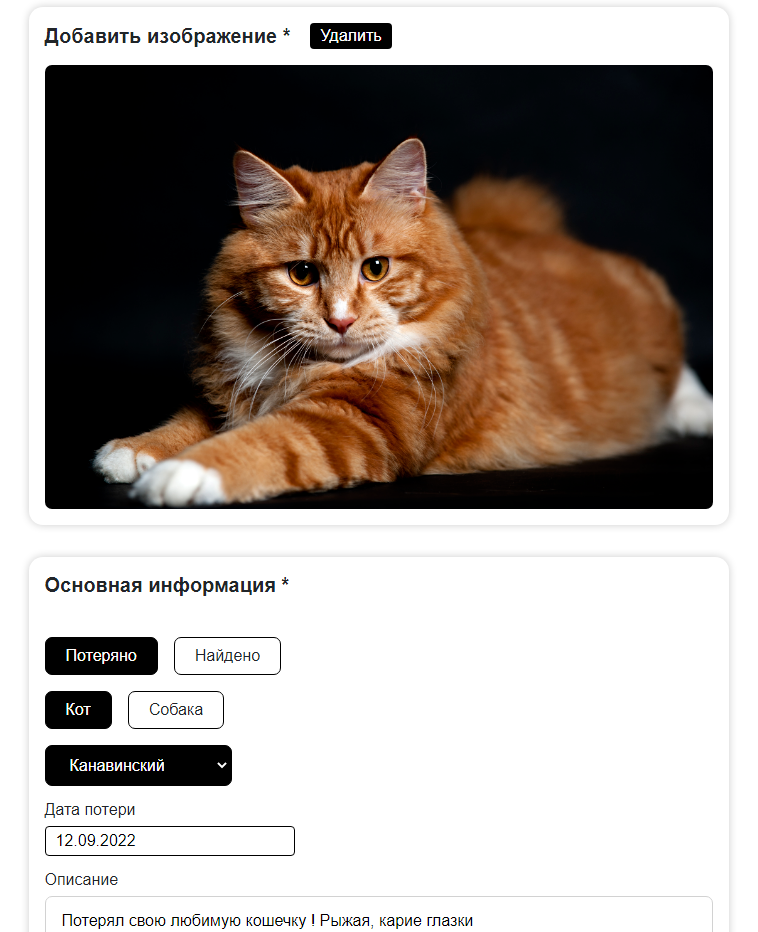 Добавить изображение * Удалить
Основная информация *
Потеряно Найдено
Кот Собака
Канавинский
Дата потери
12.09.2022
Описание
Потерял свою любимую кошечку ! Рыжая, карие глазки